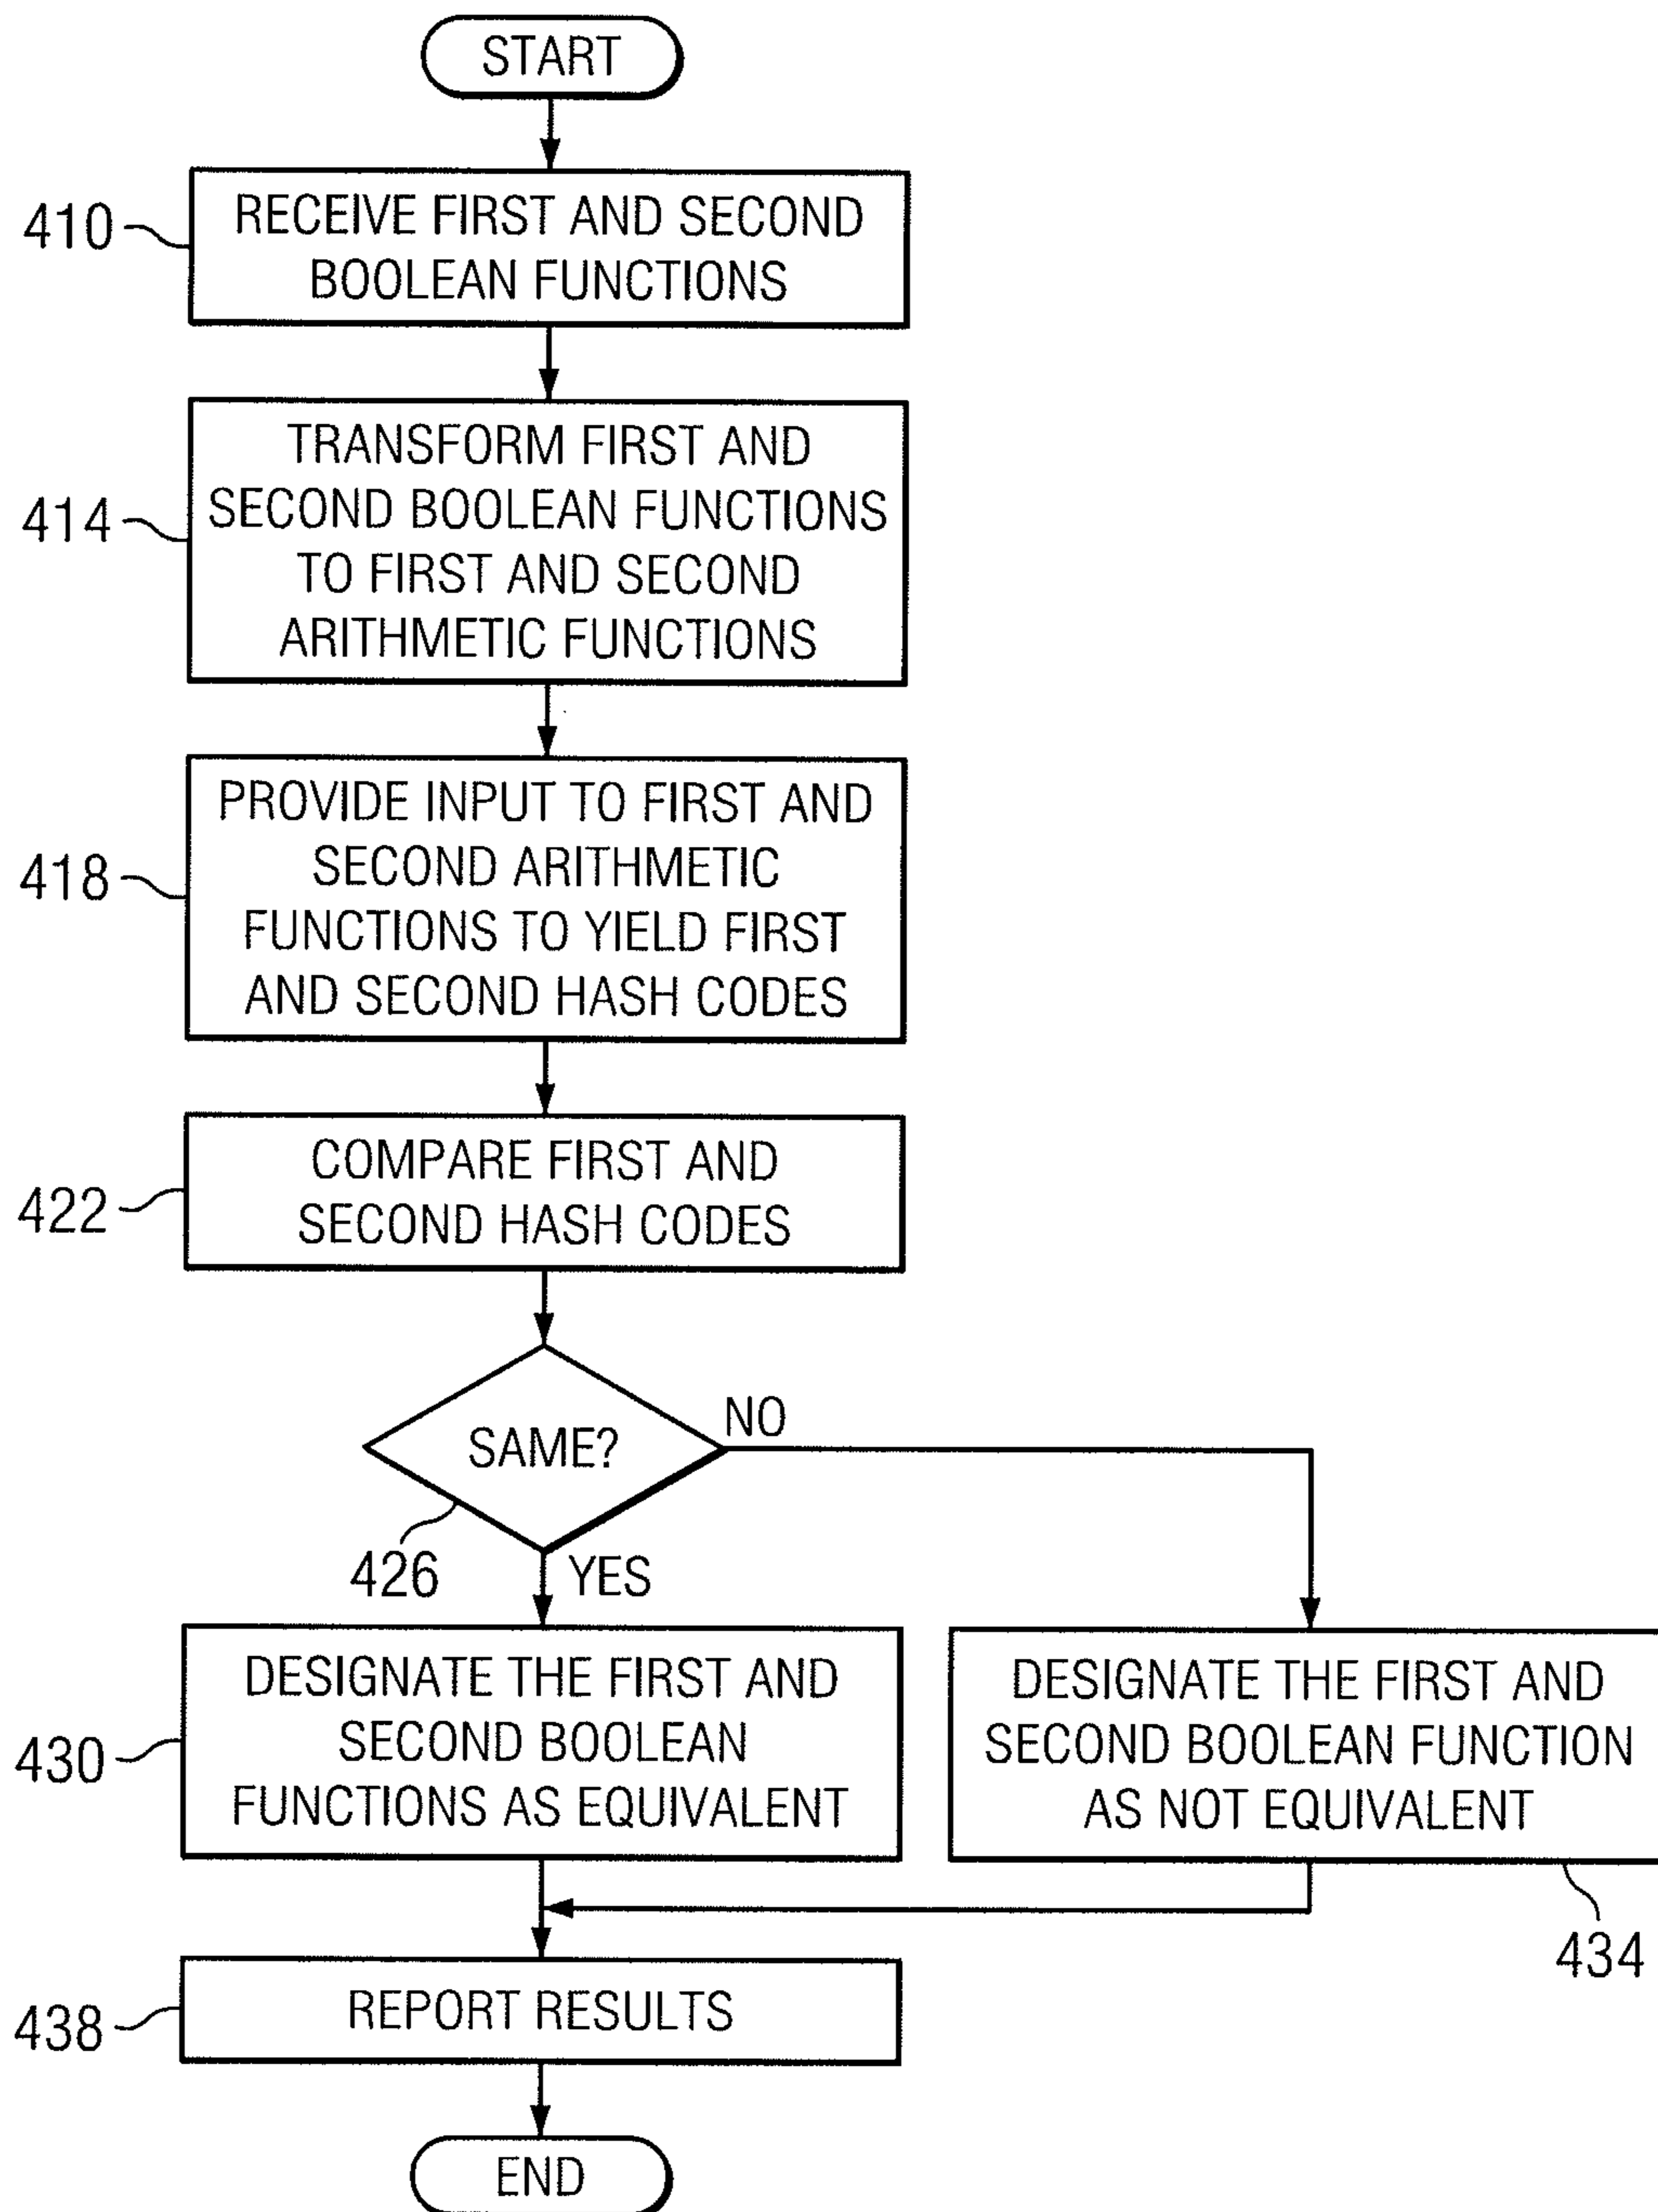 START
410
RECEIVE FIRST AND SECOND
BOOLEAN FUNCTIONS
414
TRANSFORM FIRST AND
SECOND BOOLEAN FUNCTIONS
TO FIRST AND SECOND
ARITHMETIC FUNCTIONS
418
PROVIDE INPUT TO FIRST AND
SECOND ARITHMETIC
FUNCTIONS TO YIELD FIRST
AND SECOND HASH CODES
422
COMPARE FIRST AND
SECOND HASH CODES
SAME?
NO
426
YES
430
DESIGNATE THE FIRST AND
SECOND BOOLEAN
FUNCTIONS AS EQUIVALENT
DESIGNATE THE FIRST AND
SECOND BOOLEAN FUNCTION
AS NOT EQUIVALENT
434
438
REPORT RESULTS
END